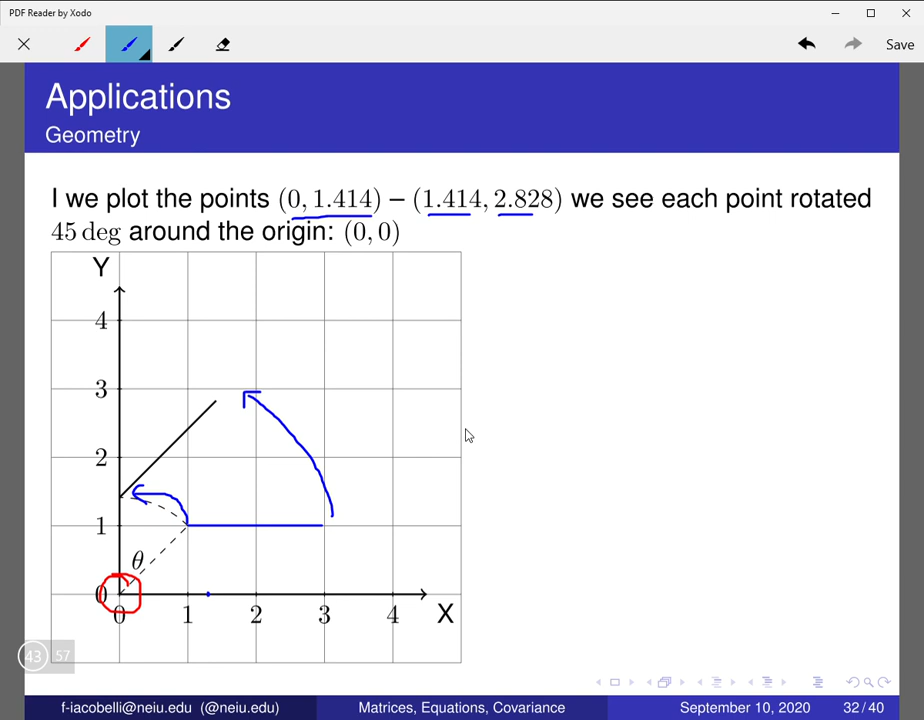 PDF Reader by Xodo
Save
Applications
Geometry
I we plot the points (0, 1.414) – (1.414, 2.828) we see each point rotated
45 deg around the origin: (0, 0)
Y
4
3
2
1
θ
0
0 1 2 3 4 X
43 57
f-iacobelli@neiu.edu (@neiu.edu) Matrices, Equations, Covariance September 10, 2020 32 / 40